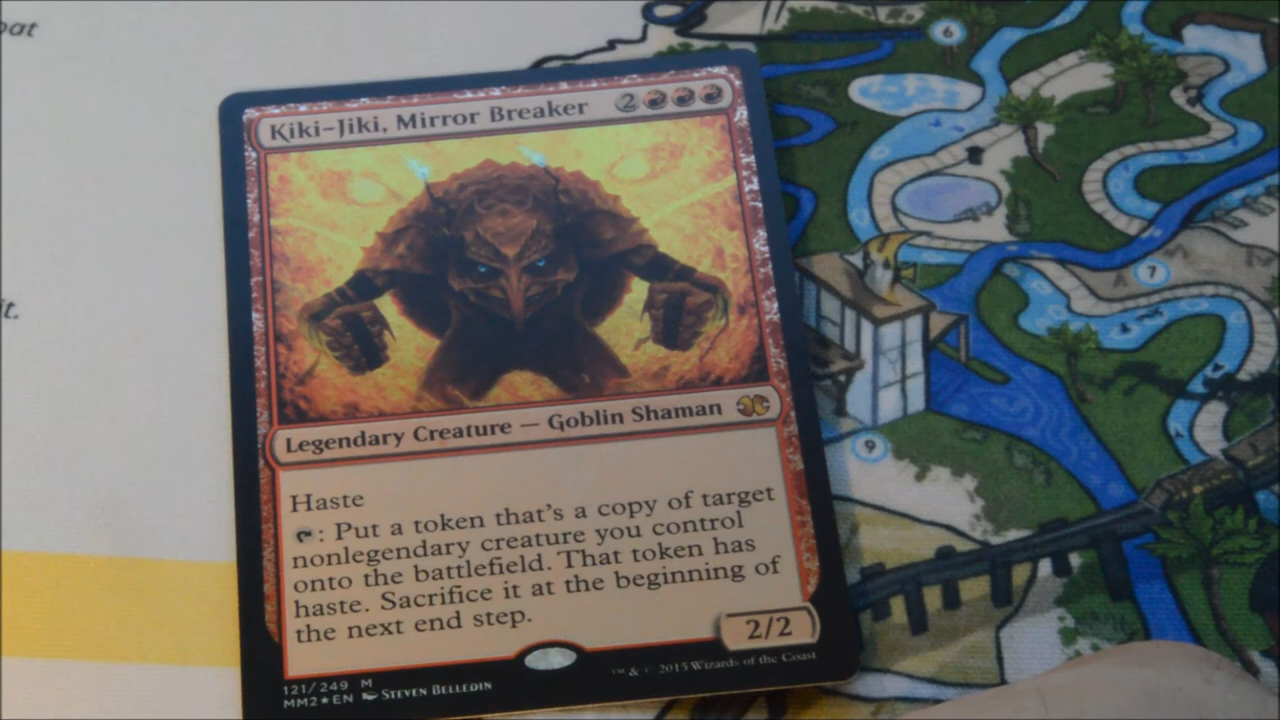 oat
it.
Kiki-Jiki, Mirror Breaker 2
Legendary Creature — Goblin Shaman
Haste
: Put a token that's a copy of target
nonlegendary creature you control
onto the battlefield. That token has
haste. Sacrifice it at the beginning of
the next end step.
2/2
121/249 M
MM2★EN STEVEN BELLEDIN
™ & © 2015 Wizards of the Coast
6
7
9